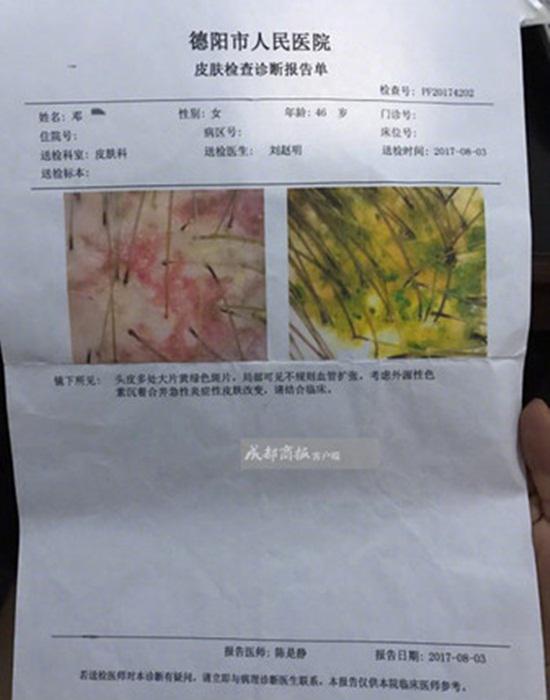 德阳市人民医院
皮肤检查诊断报告单
检查号: PF20174202
姓名: 邓 性别: 女 年龄: 46 岁 门诊号:
住院号: 病区号: 床位号:
送检科室: 皮肤科 送检医生: 刘赵明 送检时间: 2017-08-03
送检标本:
镜下所见: 头皮多处大片黄绿色斑片，局部可见不规则血管扩张，考虑外源性色
素沉着合并急性炎症性皮肤改变，请结合临床。
成都商报客户端
报告医师: 陈是静 报告日期: 2017-08-03
若送检医师对本诊断有疑问，请立即与病理诊断医生联系。本报告仅供本院临床医师参考。